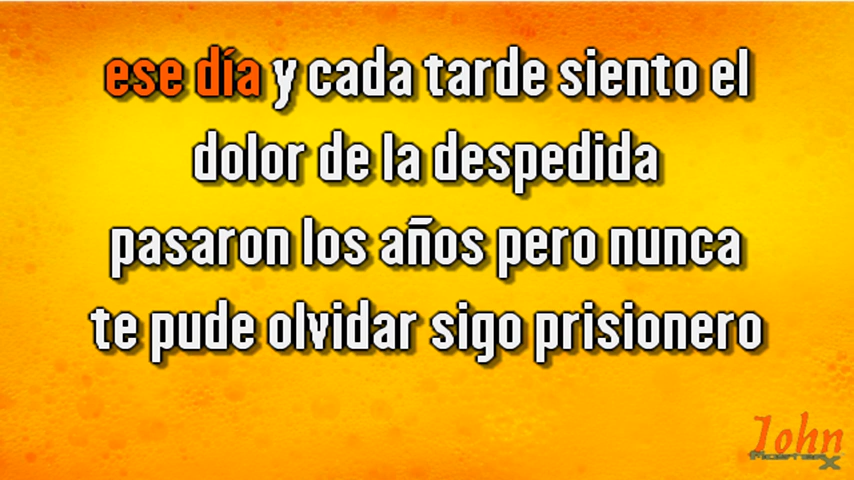 ese día y cada tarde siento el
dolor de la despedida
pasaron los años pero nunca
te pude olvidar sigo prisionero
John